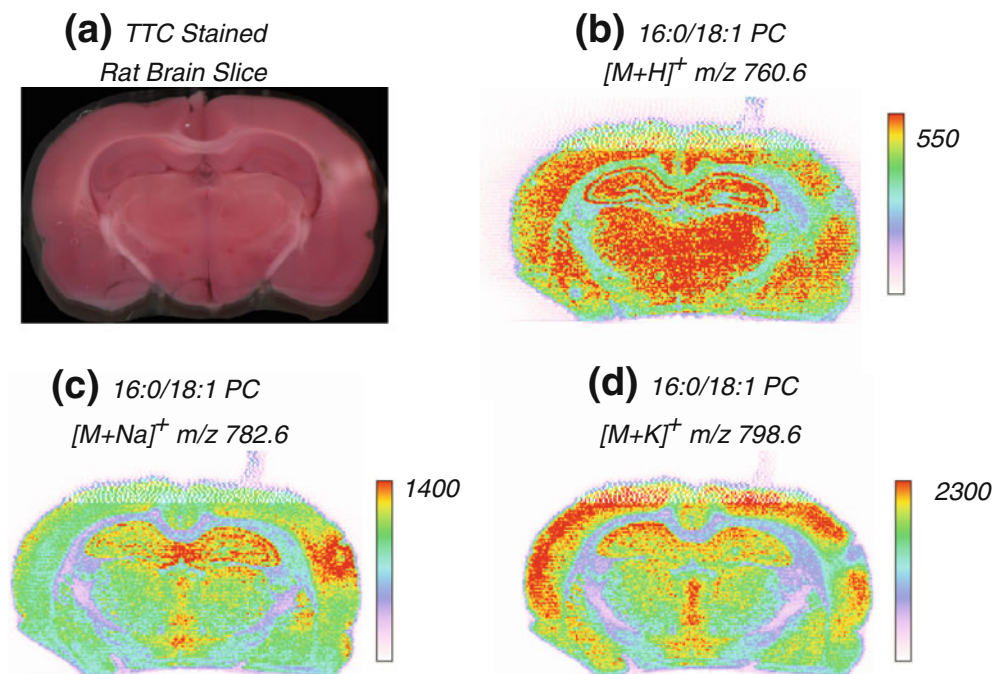 (a) TTC Stained
Rat Brain Slice
(b) 16:0/18:1 PC
[M+H]⁺ m/z 760.6
550
(c) 16:0/18:1 PC
[M+Na]⁺ m/z 782.6
1400
(d) 16:0/18:1 PC
[M+K]⁺ m/z 798.6
2300